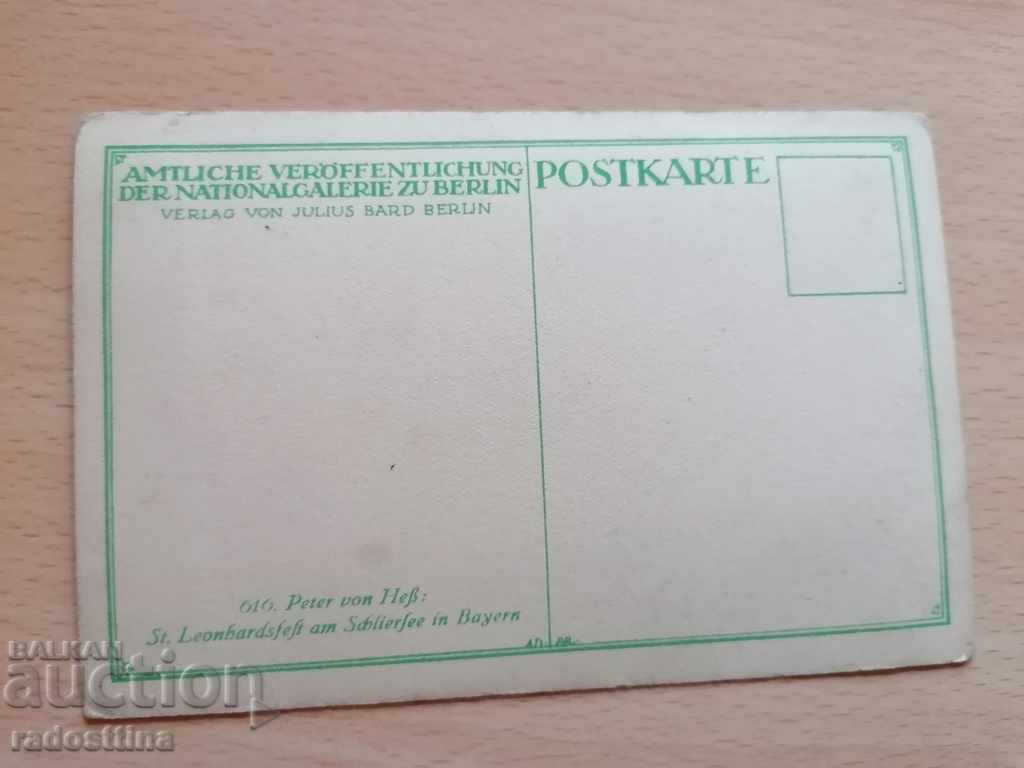 AMTLICHE VERÖFFENTLICHUNG
DER NATIONALGALERIE ZU BERLIN
VERLAG VON JULIUS BARD BERLIN
POSTKARTE
616. Peter von Heß:
St. Leonhardsfest am Schliersee in Bayern
BALKAN
auction
radosttina